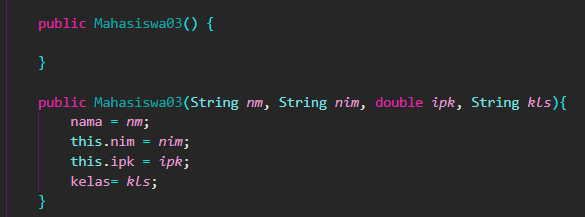 public Mahasiswa03() {
}
public Mahasiswa03(String nm, String nim, double ipk, String kls){
nama = nm;
this.nim = nim;
this.ipk = ipk;
kelas= kls;
}